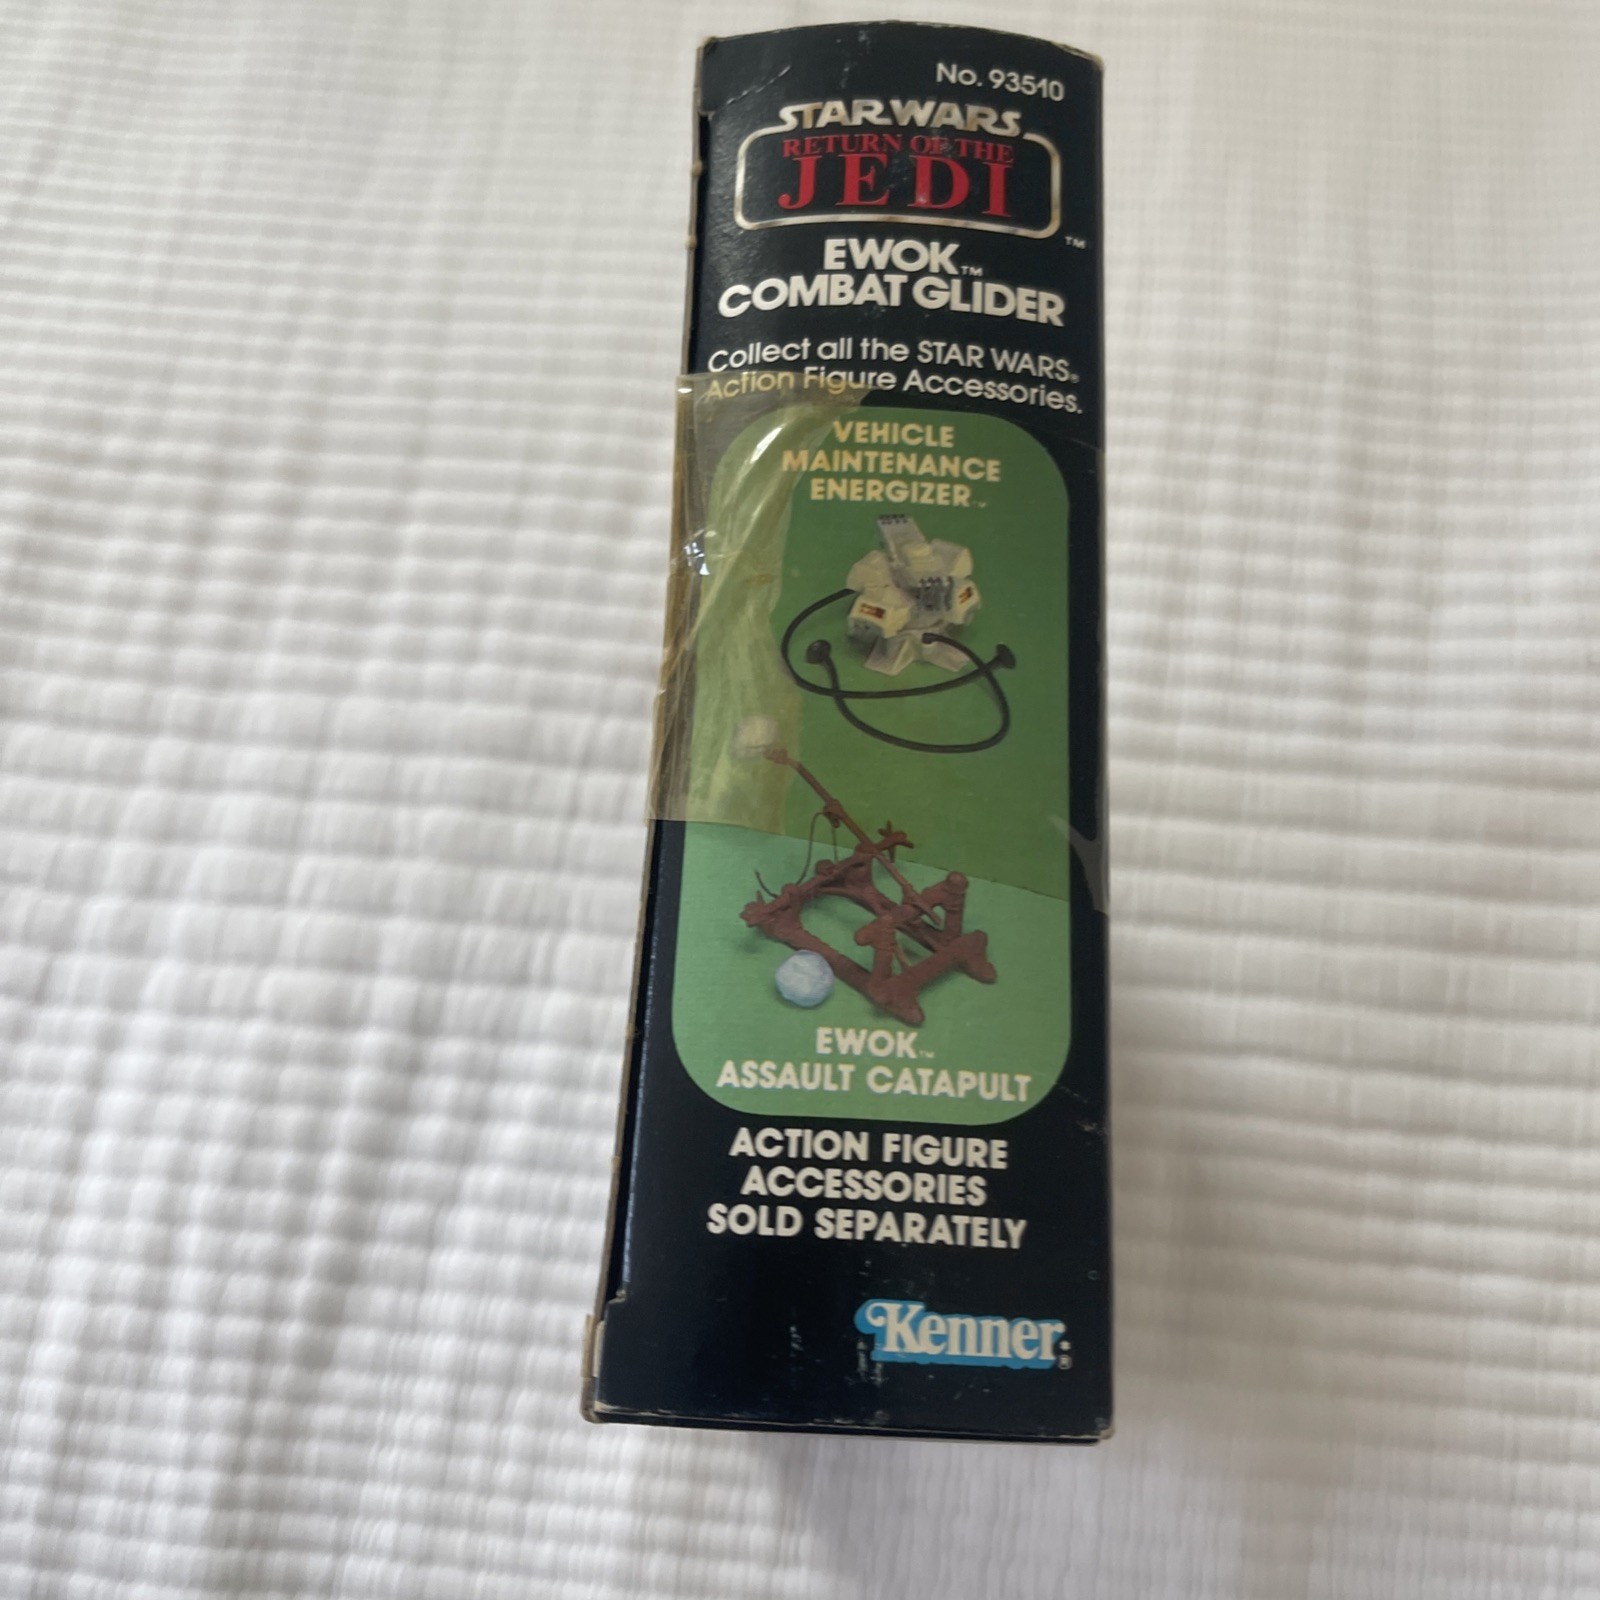 No. 93510
STAR WARS
RETURN OF THE
JEDI
TM
EWOK™
COMBAT GLIDER
Collect all the STAR WARS®
Action Figure Accessories.
VEHICLE
MAINTENANCE
ENERGIZER™
EWOK™
ASSAULT CATAPULT
ACTION FIGURE
ACCESSORIES
SOLD SEPARATELY
Kenner®